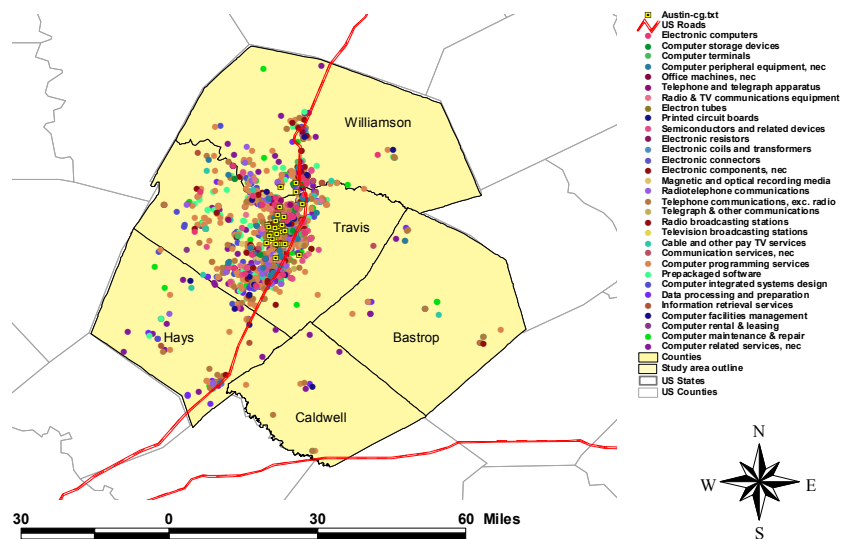 Williamson
Travis
Hays
Bastrop
Caldwell
30 0 30 60 Miles
Austin-cg.txt
US Roads
Electronic computers
Computer storage devices
Computer terminals
Computer peripheral equipment, nec
Office machines, nec
Telephone and telegraph apparatus
Radio & TV communications equipment
Electron tubes
Printed circuit boards
Semiconductors and related devices
Electronic resistors
Electronic coils and transformers
Electronic connectors
Electronic components, nec
Magnetic and optical recording media
Radiotelephone communications
Telephone communications, exc. radio
Telegraph & other communications
Radio broadcasting stations
Television broadcasting stations
Cable and other pay TV services
Communication services, nec
Computer programming services
Prepackaged software
Computer integrated systems design
Data processing and preparation
Information retrieval services
Computer facilities management
Computer rental & leasing
Computer maintenance & repair
Computer related services, nec
Counties
Study area outline
US States
US Counties
N
W E
S